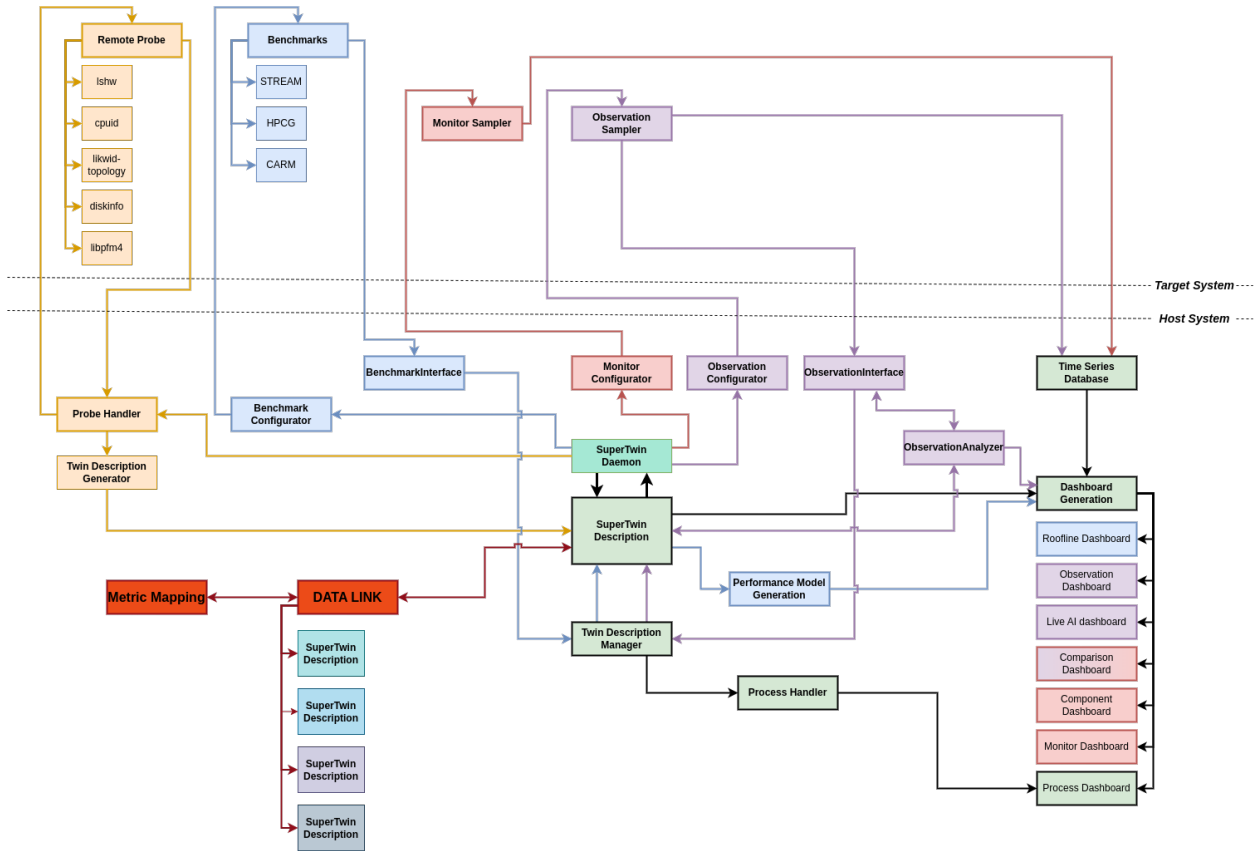 Remote Probe
lshw
cpuid
likwid-
topology
diskinfo
libpfm4
Benchmarks
STREAM
HPCG
CARM
Monitor Sampler
Observation
Sampler
Target System
Host System
BenchmarkInterface
Monitor
Configurator
Observation
Configurator
ObservationInterface
Time Series
Database
Probe Handler
Benchmark
Configurator
Twin Description
Generator
SuperTwin
Daemon
ObservationAnalyzer
SuperTwin
Description
Dashboard
Generation
Roofline Dashboard
Observation
Dashboard
Live AI dashboard
Comparison
Dashboard
Component
Dashboard
Monitor Dashboard
Process Dashboard
Performance Model
Generation
Metric Mapping
DATA LINK
Twin Description
Manager
Process Handler
SuperTwin
Description
SuperTwin
Description
SuperTwin
Description
SuperTwin
Description